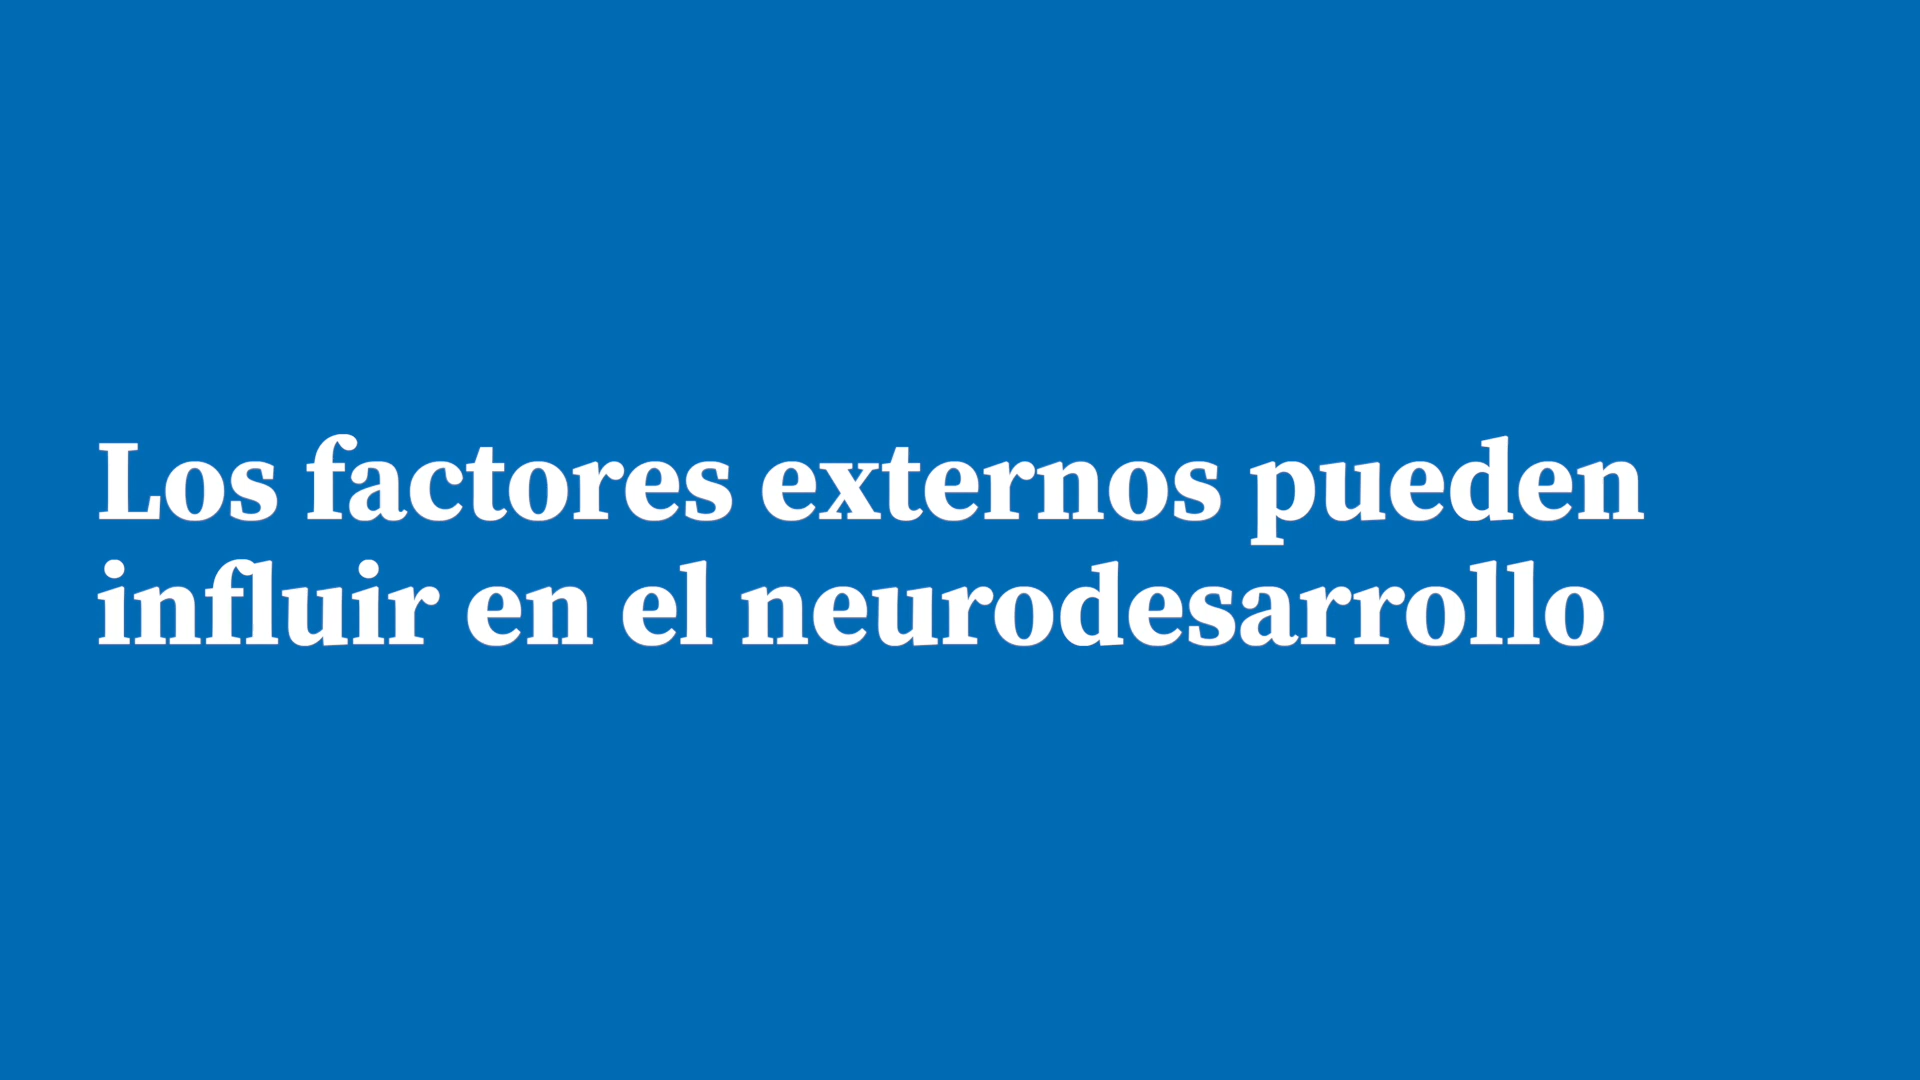 Los factores externos pueden
influir en el neurodesarrollo